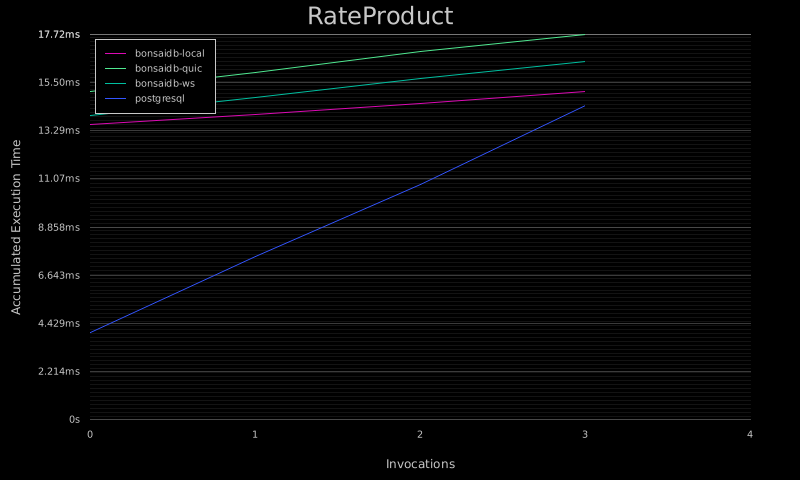 RateProduct
17.72ms
bonsaidb-local
bonsaidb-quic
bonsaidb-ws
postgresql
15.50ms
13.29ms
11.07ms
8.858ms
6.643ms
4.429ms
2.214ms
0s
Accumulated Execution Time
0 1 2 3 4
Invocations